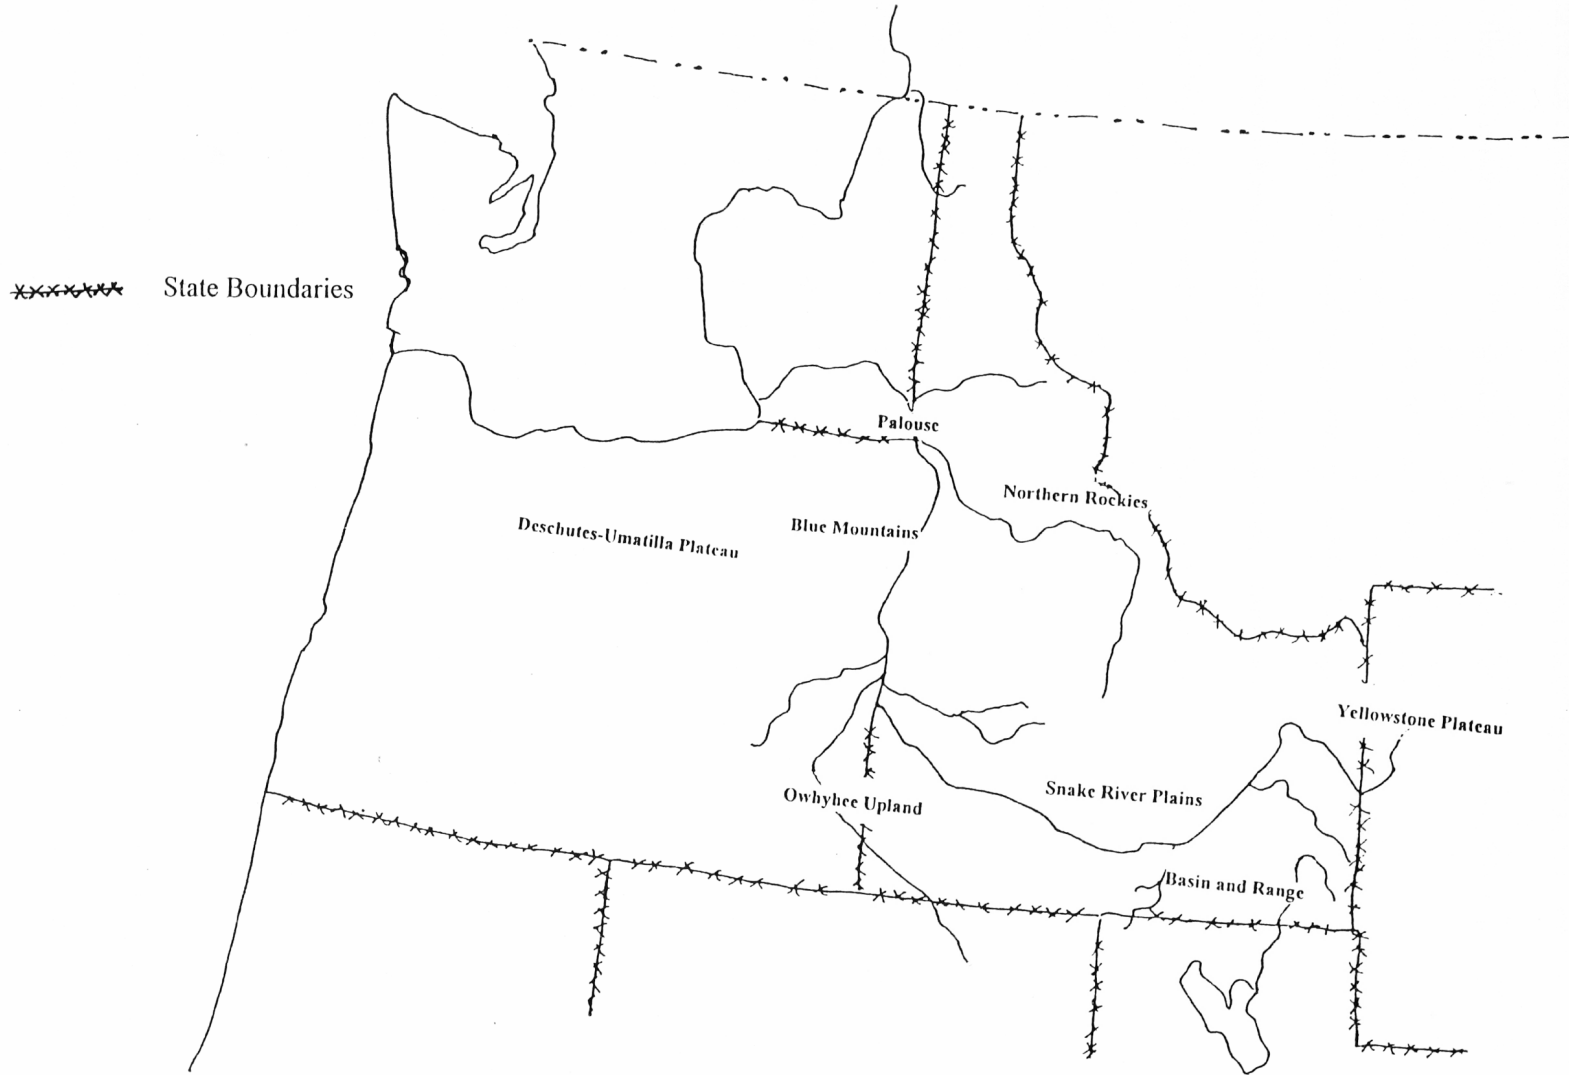 State Boundaries
Palouse
Northern Rockies
Deschutes-Umatilla Plateau
Blue Mountains
Yellowstone Plateau
Snake River Plains
Owhyhee Upland
Basin and Range